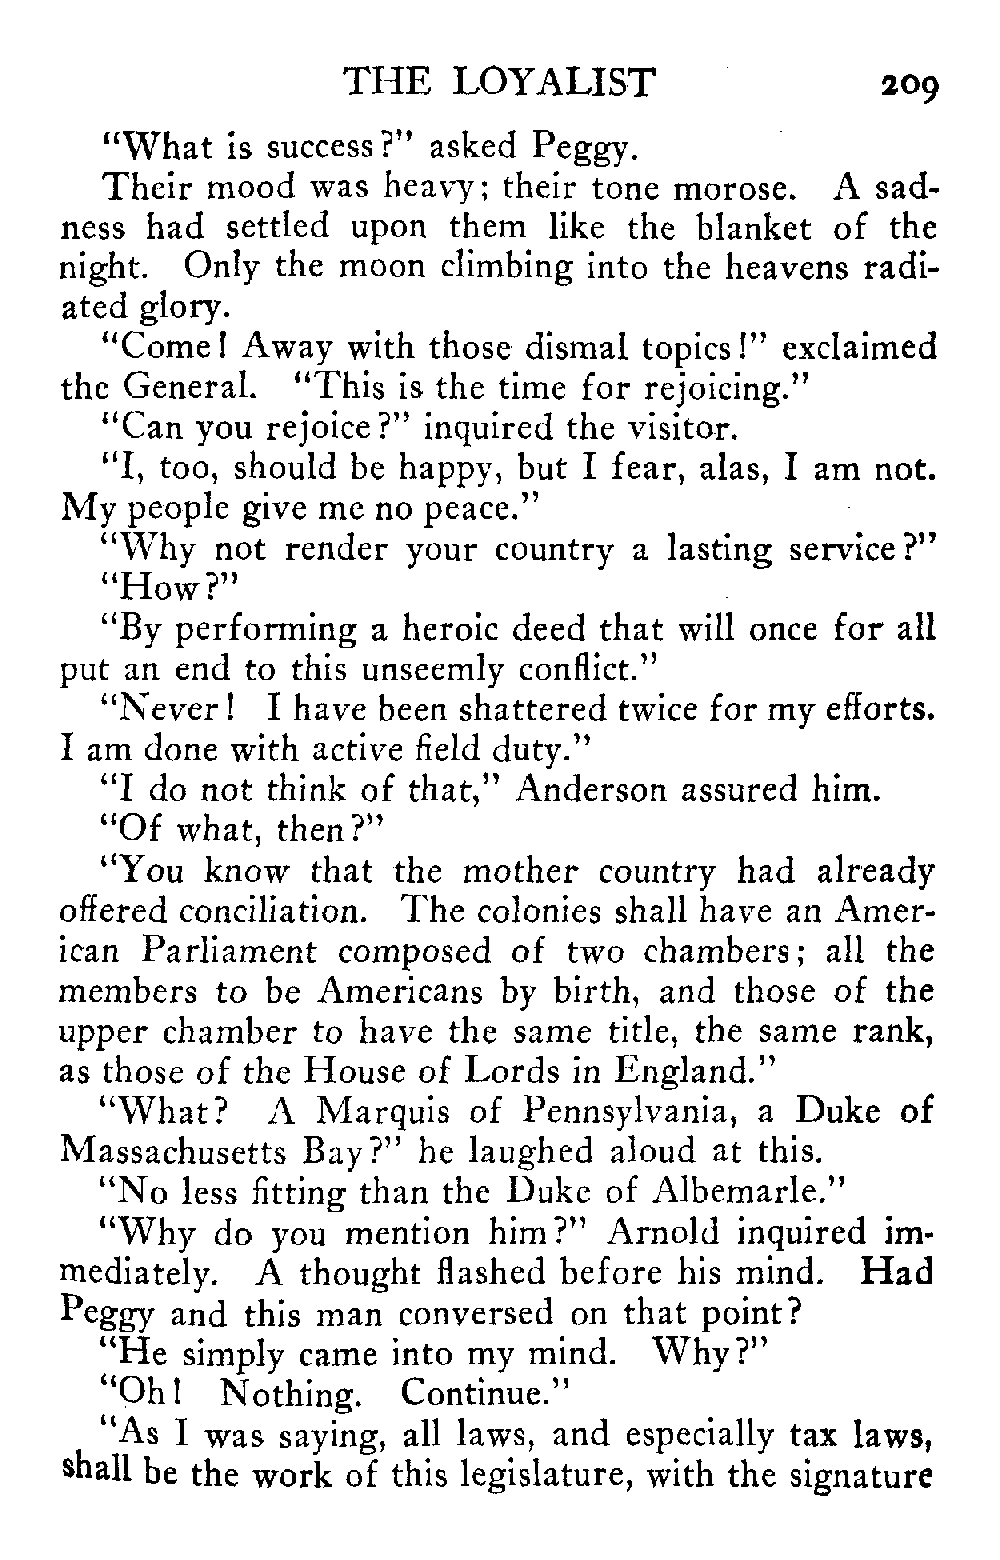 THE LOYALIST 209
"What is success?" asked Peggy.
Their mood was heavy; their tone morose. A sad-
ness had settled upon them like the blanket of the
night. Only the moon climbing into the heavens radi-
ated glory.
"Come! Away with those dismal topics!" exclaimed
the General. "This is the time for rejoicing."
"Can you rejoice?" inquired the visitor.
"I, too, should be happy, but I fear, alas, I am not.
My people give me no peace."
"Why not render your country a lasting service?"
"How?"
"By performing a heroic deed that will once for all
put an end to this unseemly conflict."
"Never! I have been shattered twice for my efforts.
I am done with active field duty."
"I do not think of that," Anderson assured him.
"Of what, then?"
"You know that the mother country had already
offered conciliation. The colonies shall have an Amer-
ican Parliament composed of two chambers; all the
members to be Americans by birth, and those of the
upper chamber to have the same title, the same rank,
as those of the House of Lords in England."
"What? A Marquis of Pennsylvania, a Duke of
Massachusetts Bay?" he laughed aloud at this.
"No less fitting than the Duke of Albemarle."
"Why do you mention him?" Arnold inquired im-
mediately. A thought flashed before his mind. Had
Peggy and this man conversed on that point?
"He simply came into my mind. Why?"
"Oh! Nothing. Continue."
"As I was saying, all laws, and especially tax laws,
shall be the work of this legislature, with the signature